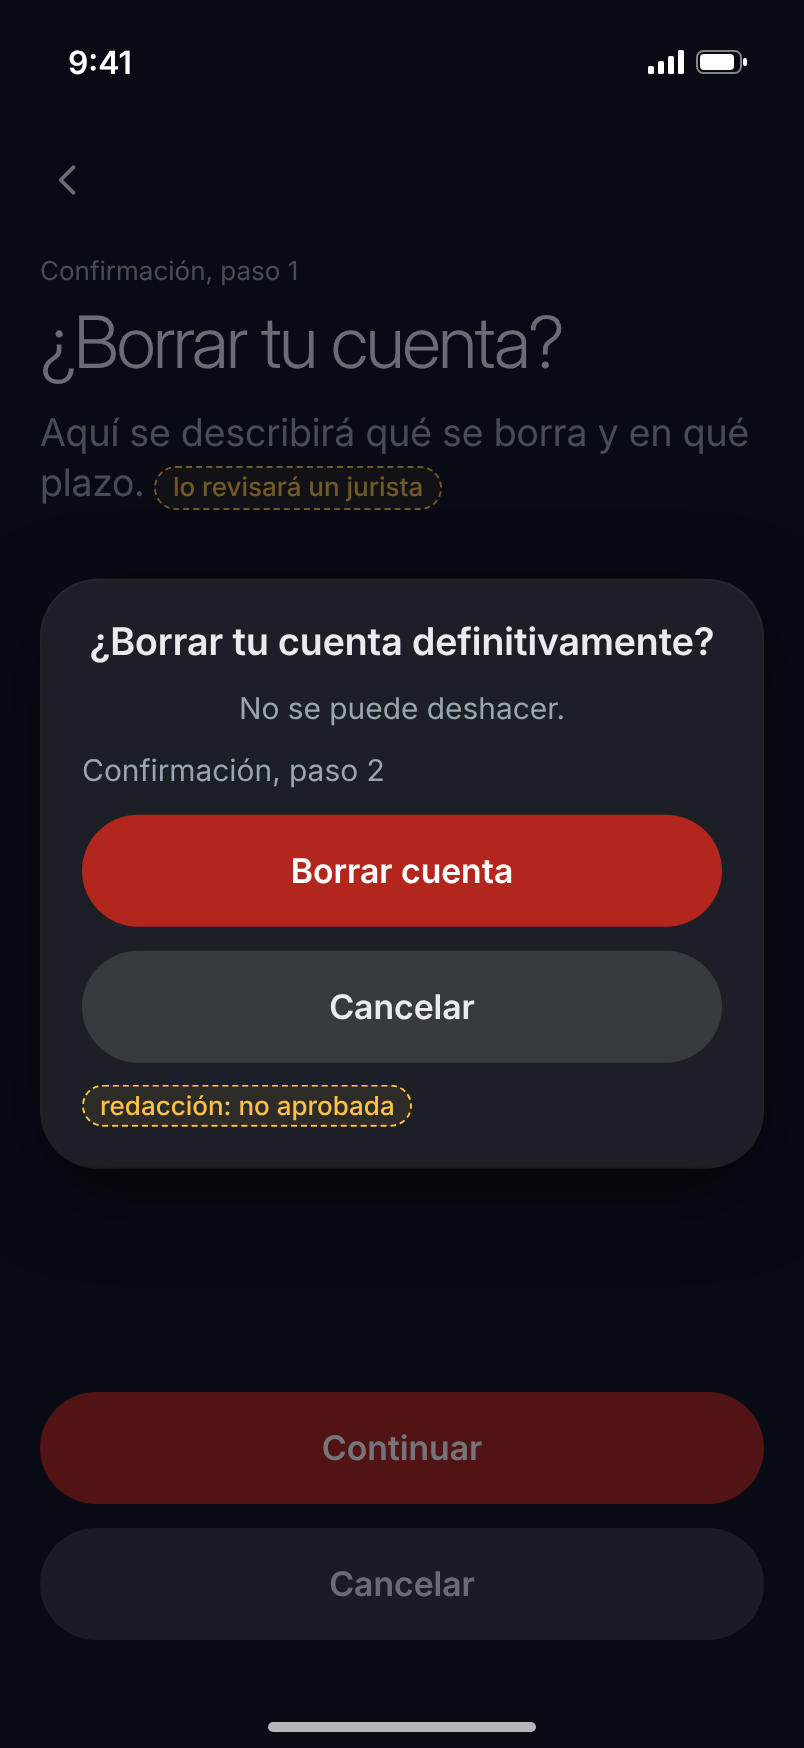 9:41
Confirmación, paso 1
¿Borrar tu cuenta?
Aquí se describirá qué se borra y en qué
plazo. lo revisará un jurista
¿Borrar tu cuenta definitivamente?
No se puede deshacer.
Confirmación, paso 2
Borrar cuenta
Cancelar
redacción: no aprobada
Continuar
Cancelar